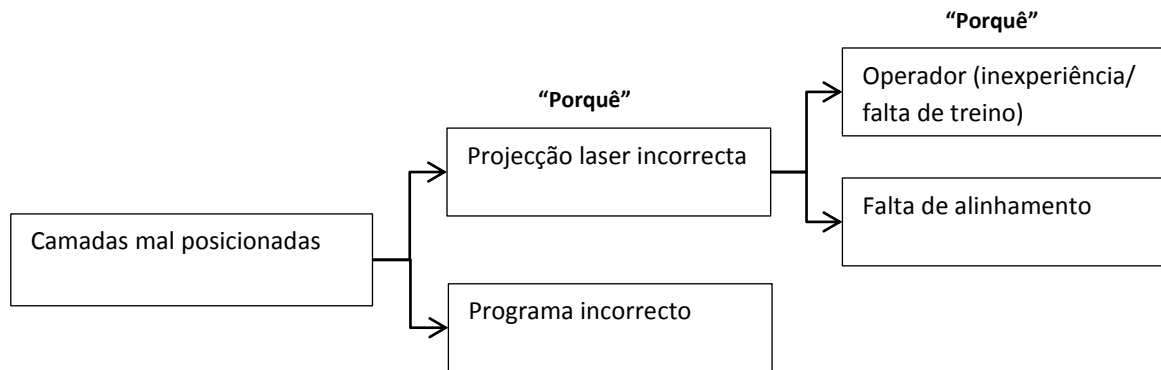 “Porquê”
Operador (inexperiência/
falta de treino)
“Porquê”
Projecção laser incorrecta
Falta de alinhamento
Camadas mal posicionadas
Programa incorrecto